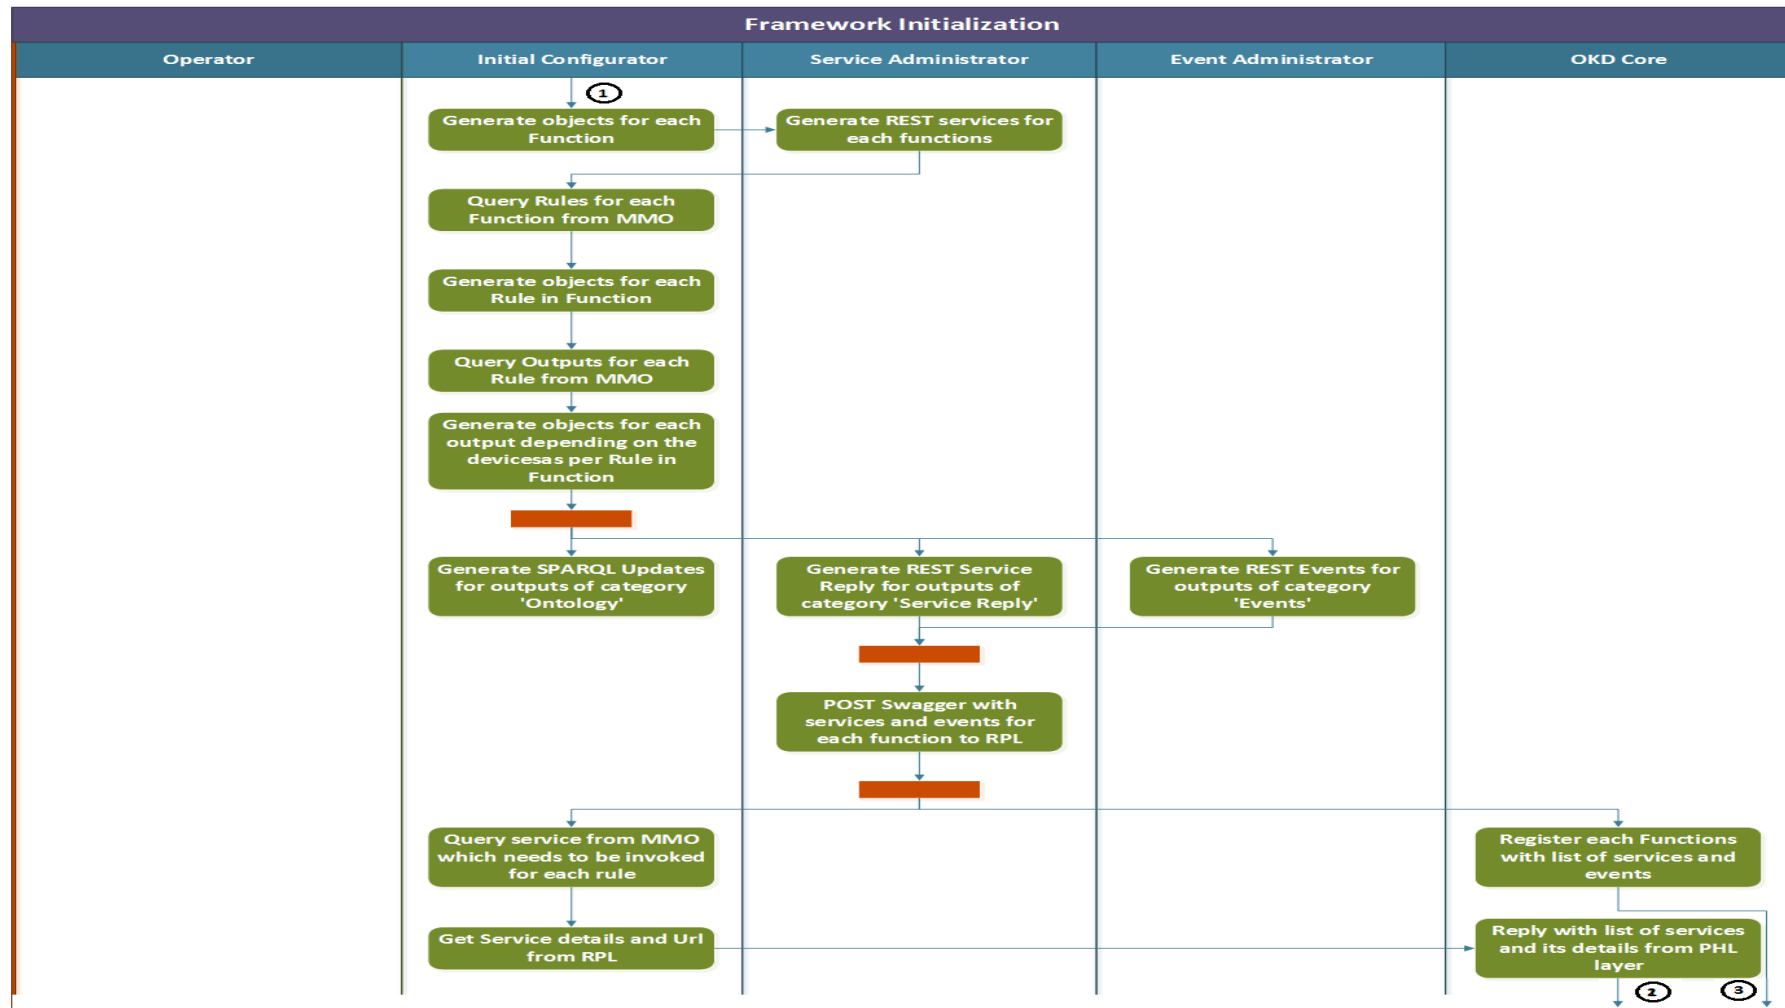 Framework Initialization
Operator
Initial Configurator
Service Administrator
Event Administrator
OKD Core
1
Generate objects for each
Function
Generate REST services for
each functions
Query Rules for each
Function from MMO
Generate objects for each
Rule in Function
Query Outputs for each
Rule from MMO
Generate objects for each
output depending on the
devicesas per Rule in
Function
Generate SPARQL Updates
for outputs of category
'Ontology'
Generate REST Service
Reply for outputs of
category 'Service Reply'
Generate REST Events for
outputs of category
'Events'
POST Swagger with
services and events for
each function to RPL
Query service from MMO
which needs to be invoked
for each rule
Register each Functions
with list of services and
events
Get Service details and Url
from RPL
Reply with list of services
and its details from PHL
layer
2
3